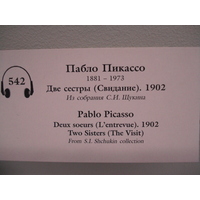 542
Пабло Пикассо
1881 – 1973
Две сестры (Свидание). 1902
Из собрания С.И. Щукина
Pablo Picasso
Deux soeurs (L'entrevue). 1902
Two Sisters (The Visit)
From S.I. Shchukin collection